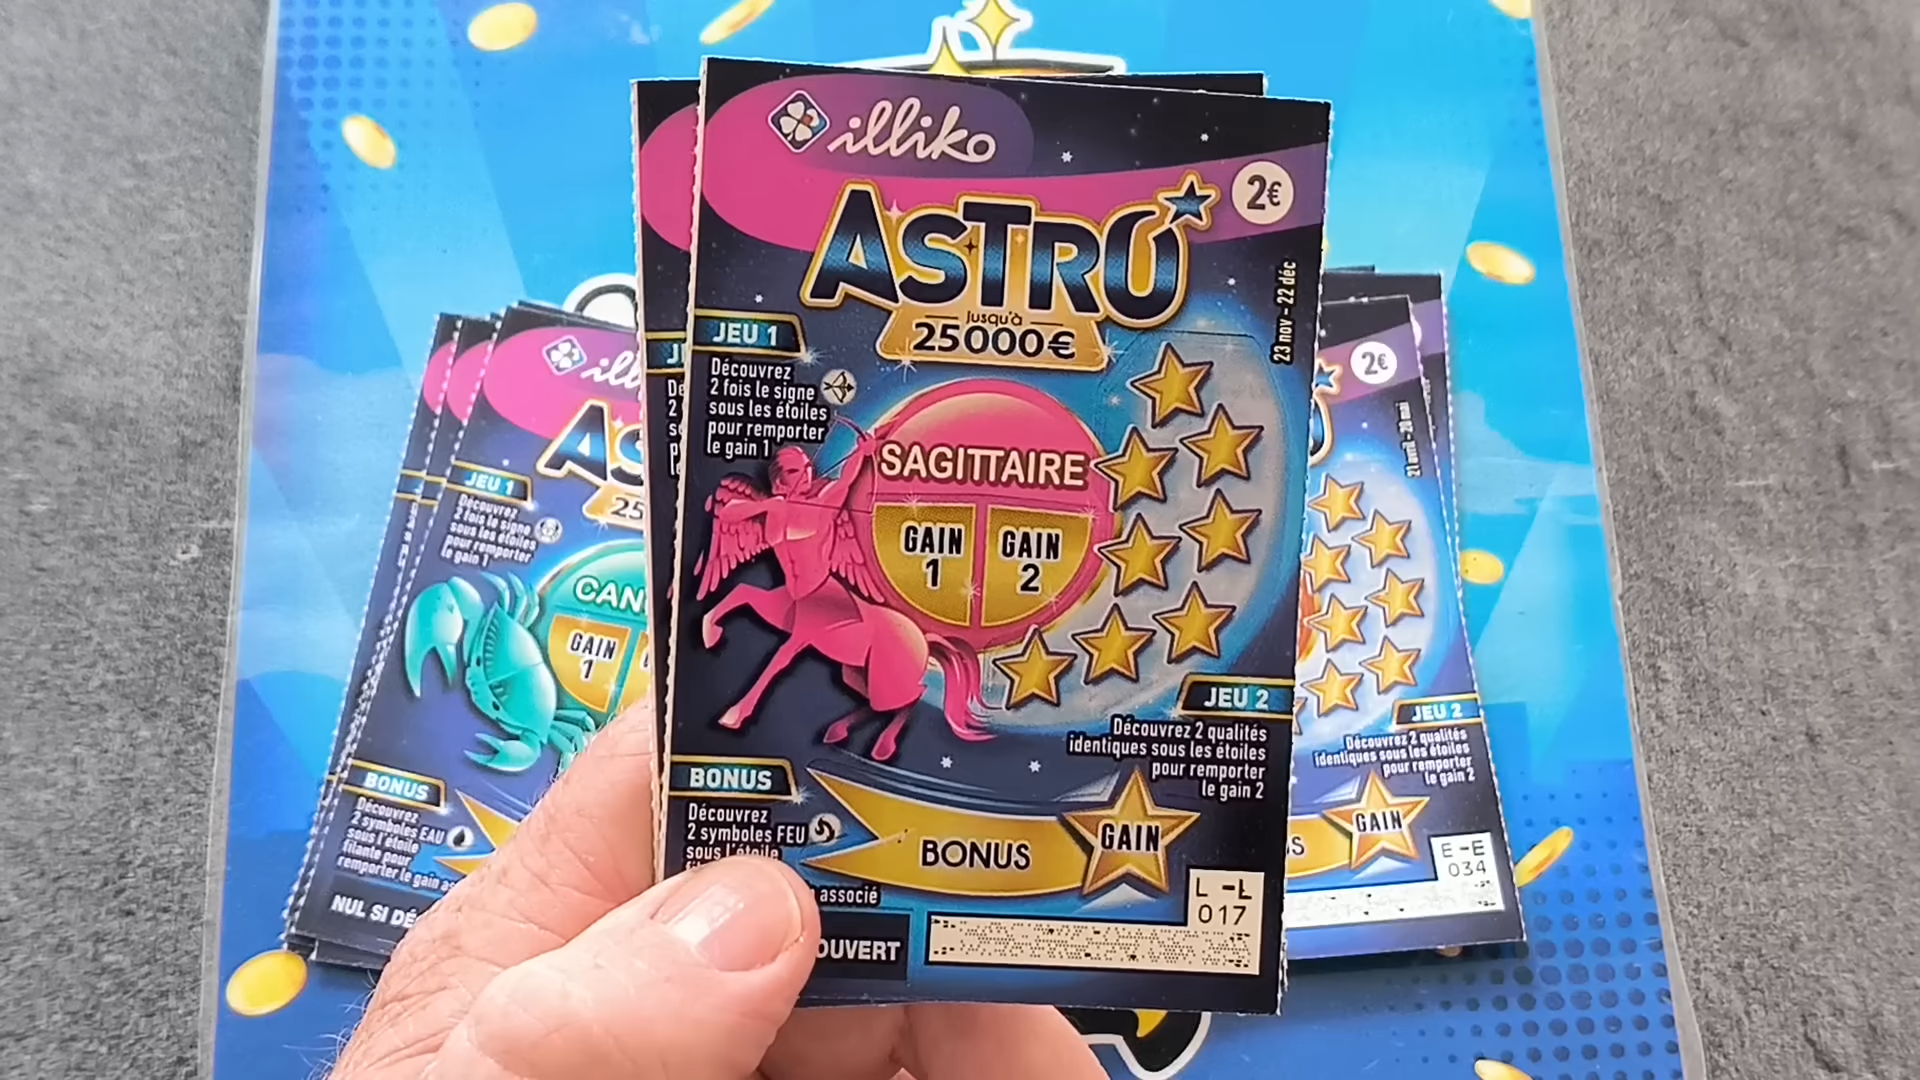 illiko
ASTRO
2€
Jusqu'à
25000€
23 nov - 22 déc
JEU 1
Découvrez
2 fois le signe
sous les étoiles
pour remporter
le gain 1
SAGITTAIRE
GAIN
1
GAIN
2
JEU 2
Découvrez 2 qualités
identiques sous les étoiles
pour remporter
le gain 2
BONUS
Découvrez
2 symboles FEU
sous l'étoile
associé
BONUS
GAIN
L -L
017
OUVERT
JEU 1
Découvrez
2 fois le signe
sous les étoiles
pour remporter
le gain 1
25
GAIN
1
BONUS
Découvrez
2 symboles EAU
sous l'étoile
filante pour
remporter le gain
NUL SI
2€
21 avril - 20 mai
JEU 2
Découvrez 2 qualités
identiques sous les étoiles
pour remporter
le gain 2
GAIN
E -E
034